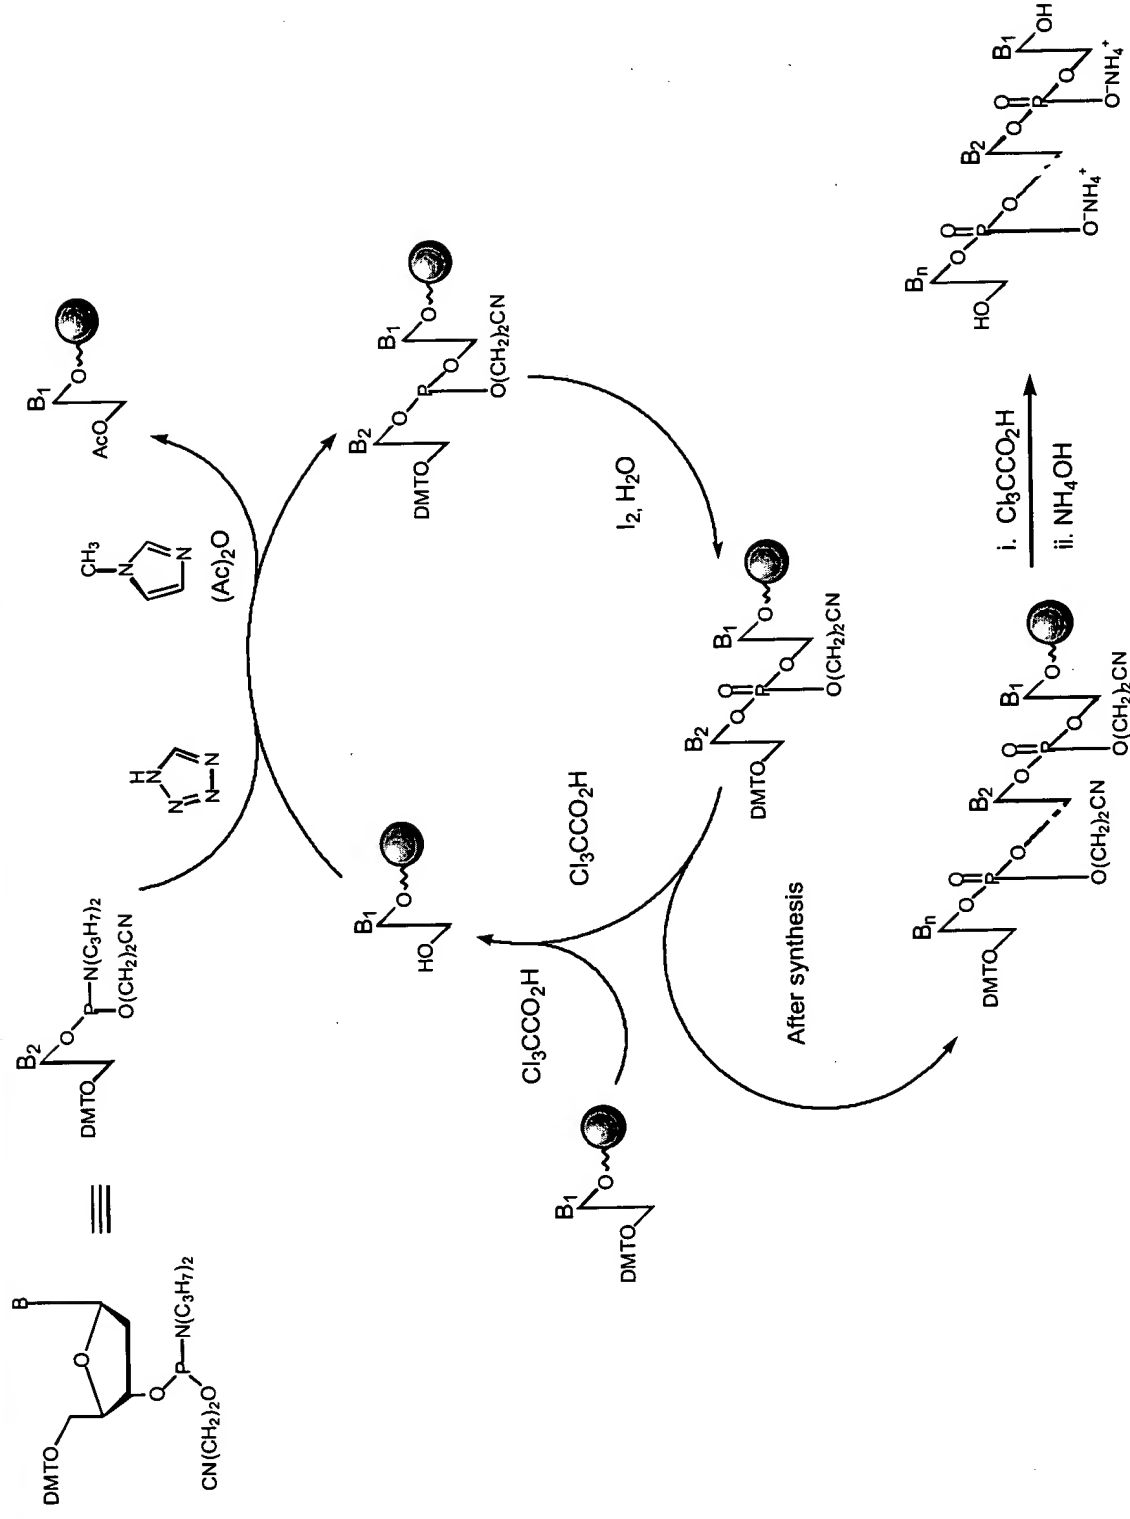 B
O
DMTO
O
P—N(C3H7)2
CN(CH2)2O
≡
B2
DMTO
O
P—N(C3H7)2
O(CH2)2CN
H
N
N
N=N
N
CH3
N
N
(Ac)2O
B1
AcO
O
B2
DMTO
O
P
O
O(CH2)2CN
B1
O
B1
HO
O
I2, H2O
Cl3CCO2H
Cl3CCO2H
B1
DMTO
O
B2
DMTO
O
O
P
O
O(CH2)2CN
B1
O
After synthesis
Bn
DMTO
O
O
P
O
O(CH2)2CN
B2
O
O
P
O
O(CH2)2CN
B1
O
i. Cl3CCO2H
ii. NH4OH
Bn
HO
O
O
P
O
O-NH4+
B2
O
O
P
O
O-NH4+
B1
OH